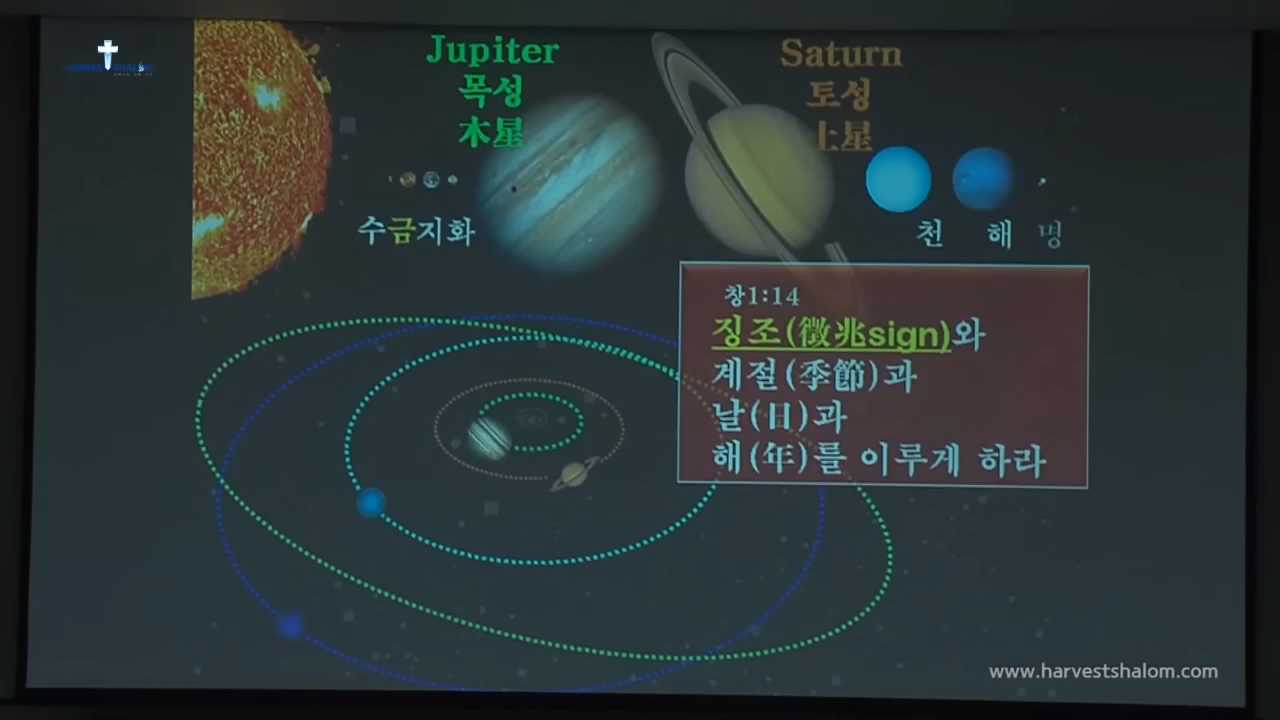 HARVEST SHALOM
Jupiter
목성
木星
Saturn
토성
土星
수금지화
천 해 명
창1:14
징조(徵兆sign)와
계절(季節)과
날(日)과
해(年)를 이루게 하라
www.harvestshalom.com